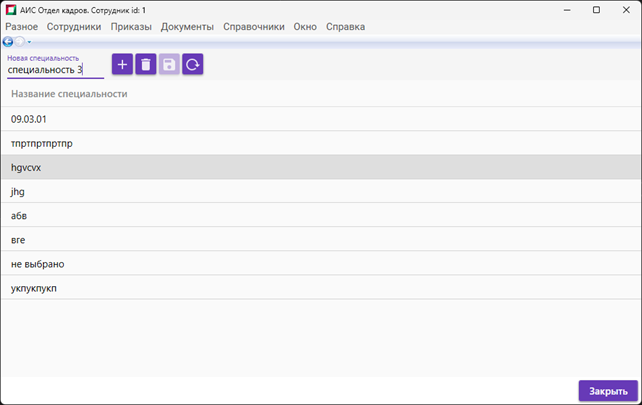 АИС Отдел кадров. Сотрудник id: 1
Разное Сотрудники Приказы Документы Справочники Окно Справка
Новая специальность
специальность 3
Название специальности
09.03.01
тпртпртпртпр
hgvcvx
jhg
абв
вге
не выбрано
укпукпукп
Закрыть